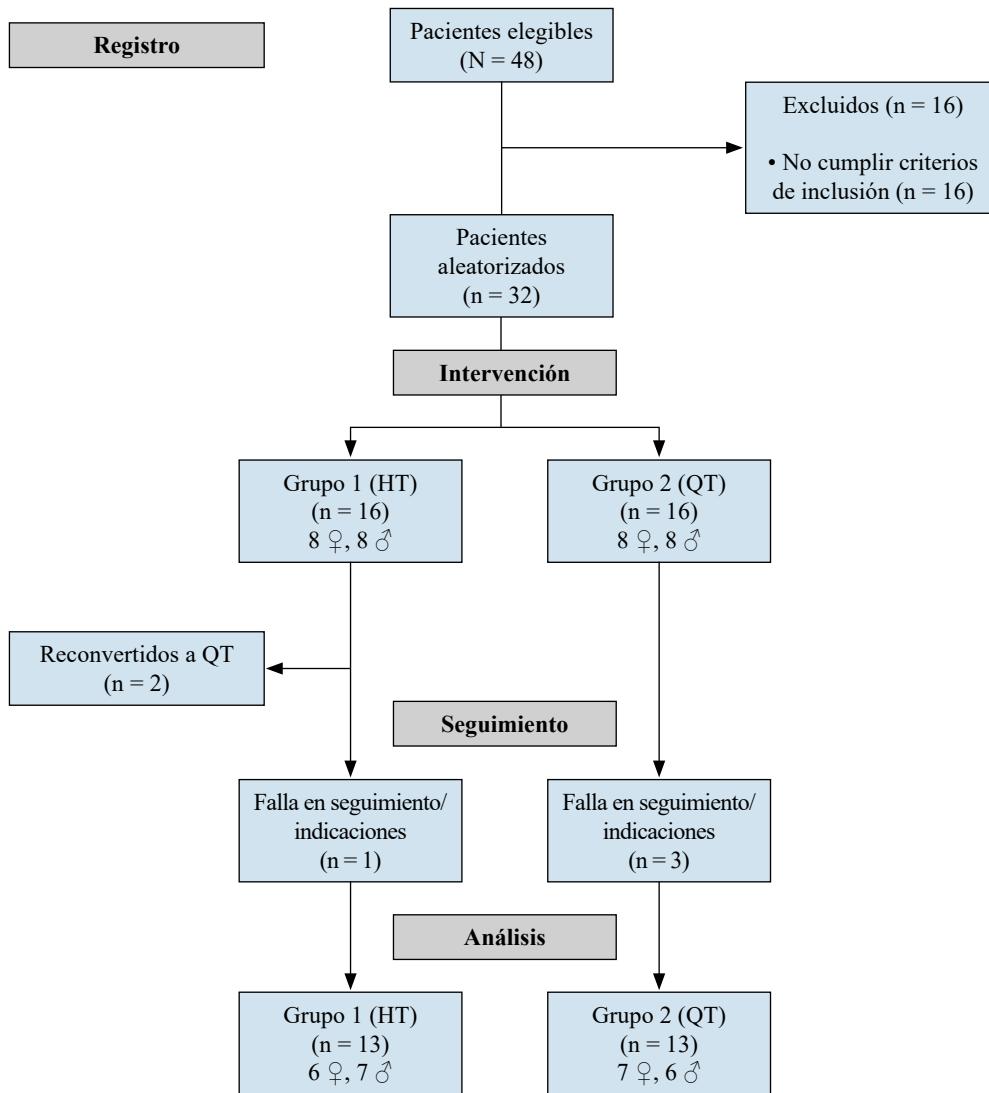 Registro
Pacientes elegibles
(N = 48)
Excluidos (n = 16)
• No cumplir criterios
de inclusión (n = 16)
Pacientes
aleatorizados
(n = 32)
Intervención
Grupo 1 (HT)
(n = 16)
8 ♀, 8 ♂
Grupo 2 (QT)
(n = 16)
8 ♀, 8 ♂
Reconvertidos a QT
(n = 2)
Seguimiento
Falla en seguimiento/
indicaciones
(n = 1)
Falla en seguimiento/
indicaciones
(n = 3)
Análisis
Grupo 1 (HT)
(n = 13)
6 ♀, 7 ♂
Grupo 2 (QT)
(n = 13)
7 ♀, 6 ♂